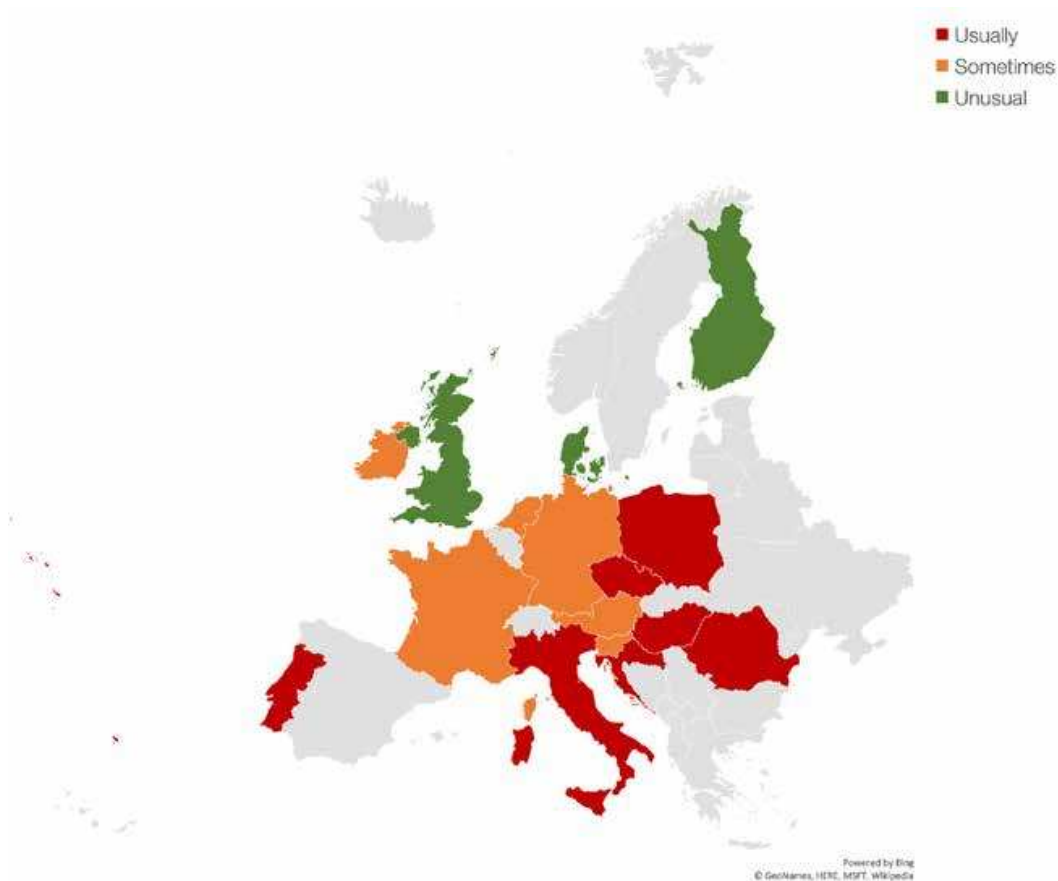 Usually
Sometimes
Unusual
Powered by Bing
© GeoNames, HERE, MSFT, Wikipedia